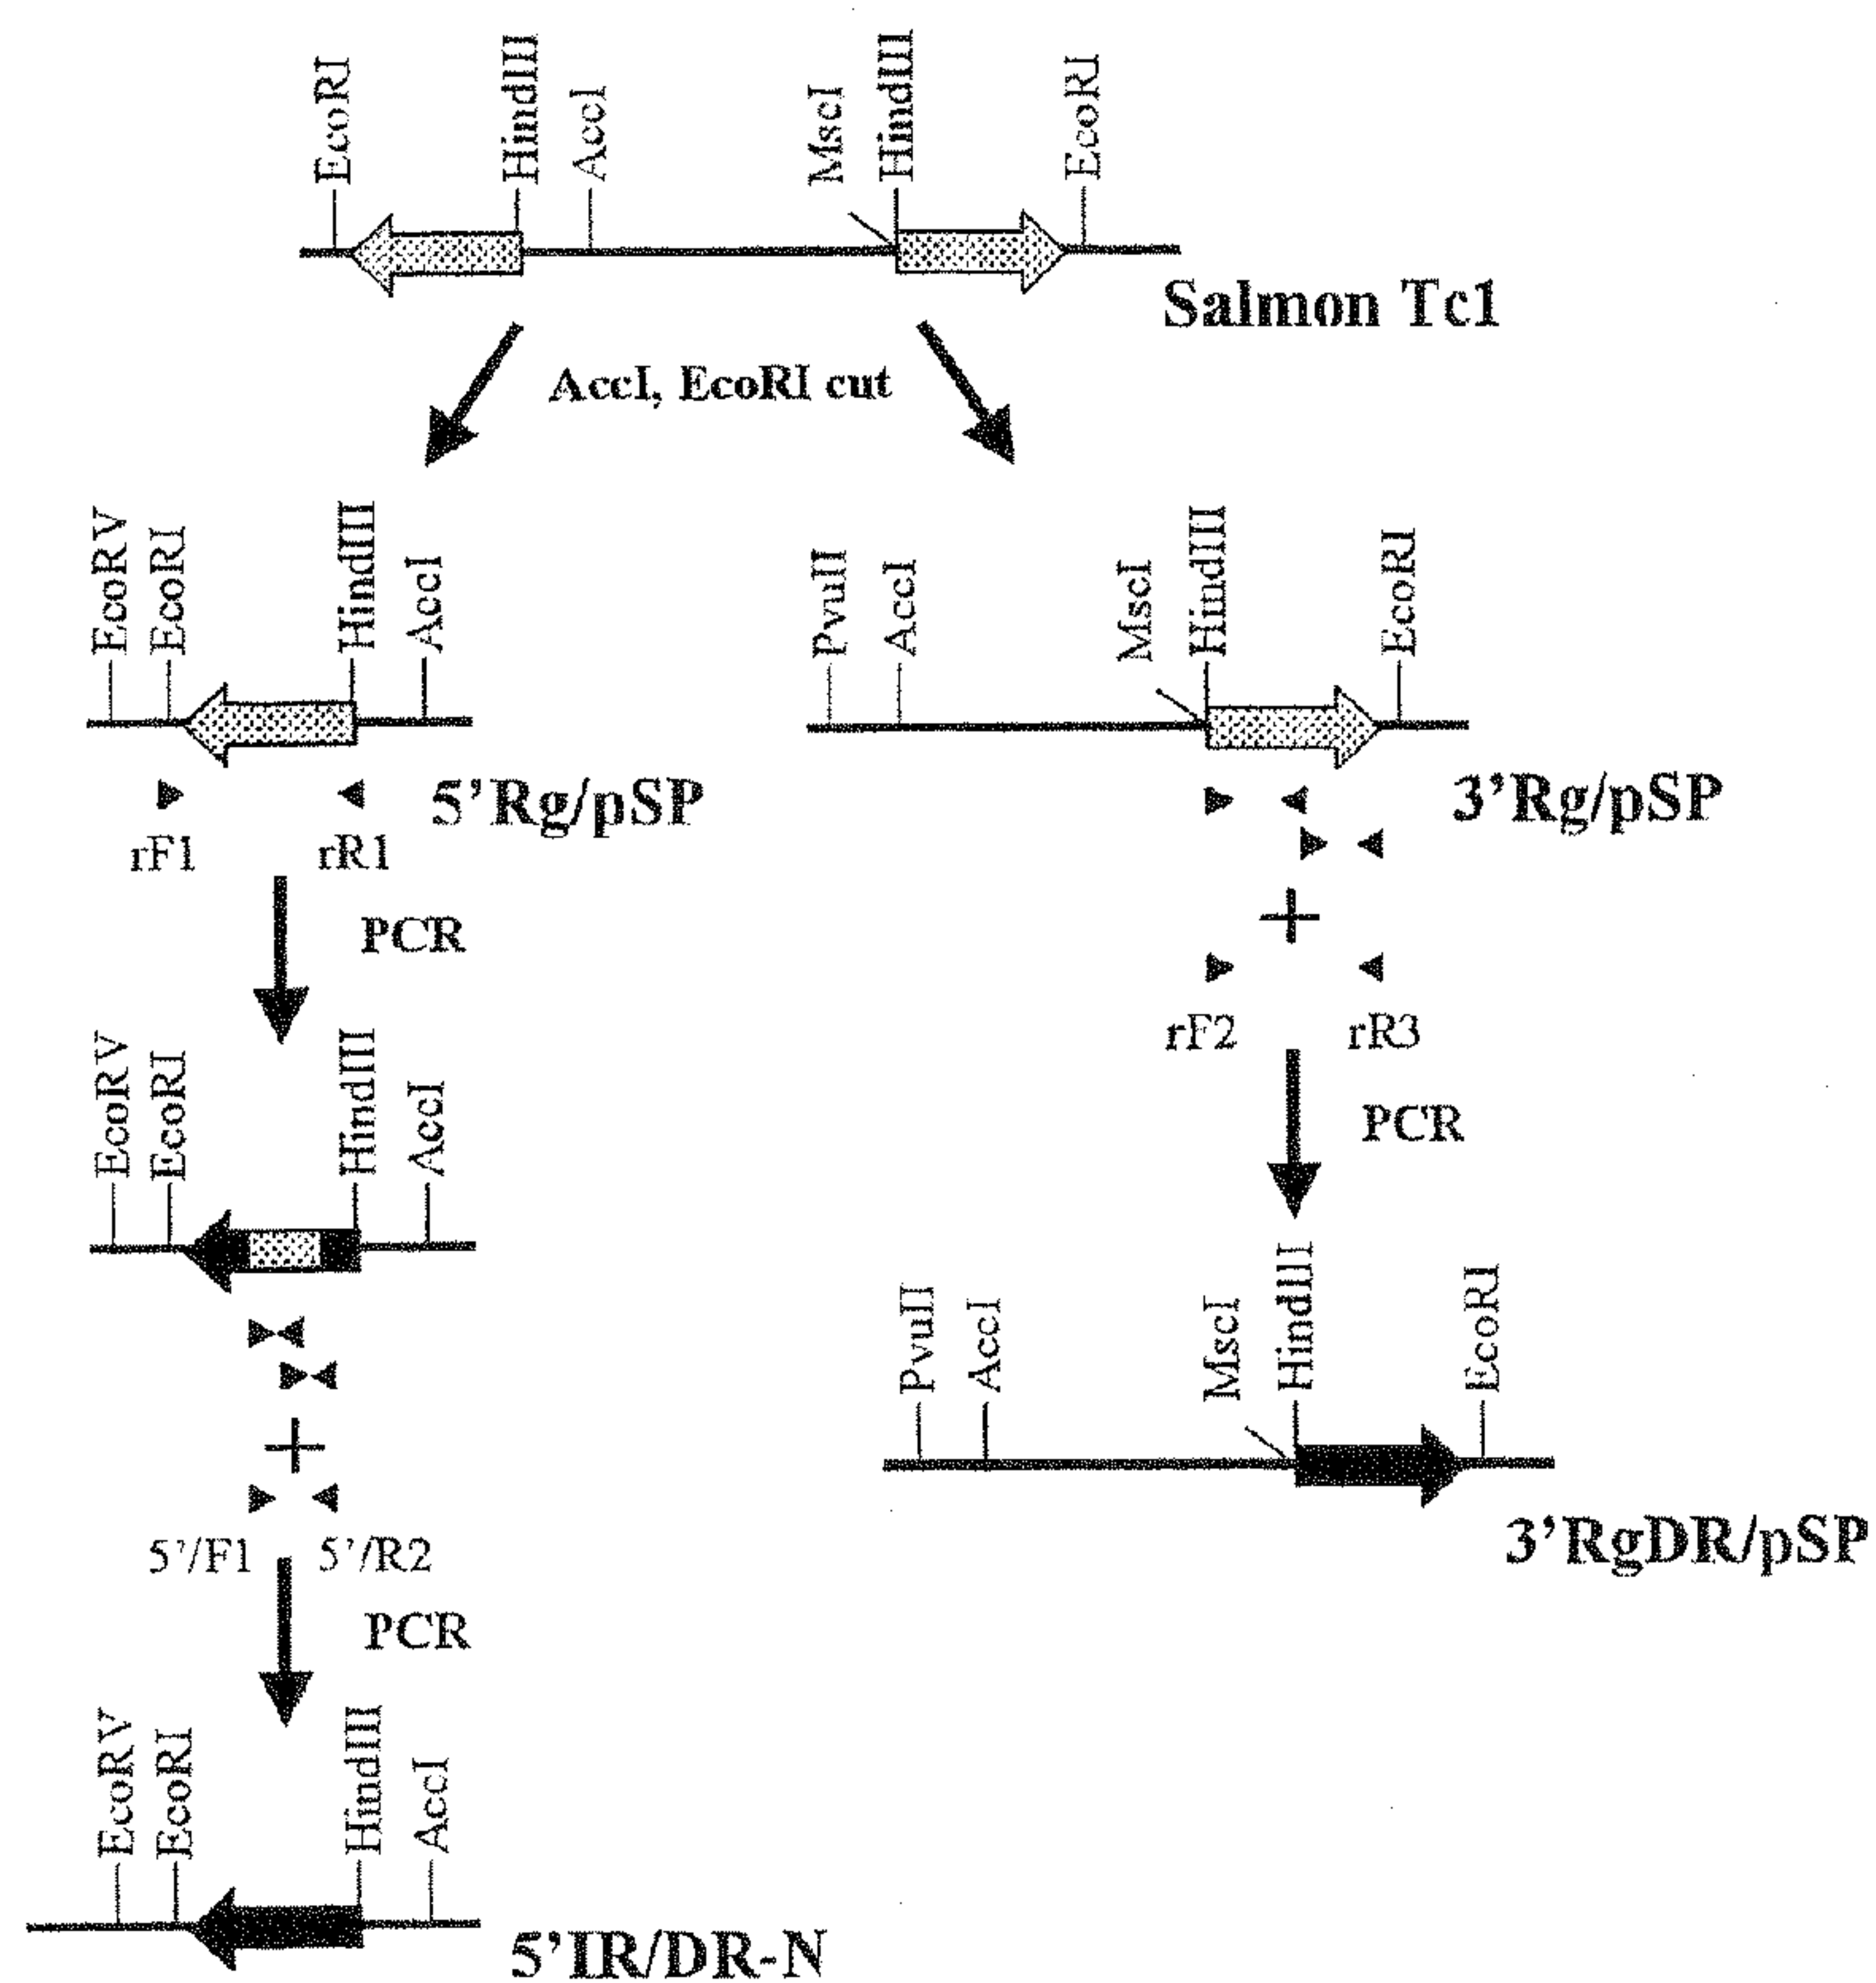 EcoRI HindIII AccI MscI HindIII EcoRI
Salmon Tc1
AccI, EcoRI cut
EcoRV EcoRI HindIII AccI
PvuII AccI MscI HindIII EcoRI
5'Rg/pSP
3'Rg/pSP
rF1 rR1
PCR
rF2 rR3
PCR
EcoRV EcoRI HindIII AccI
PvuII AccI MscI HindIII EcoRI
3'RgDR/pSP
5'/F1 5'/R2
PCR
EcoRV EcoRI HindIII AccI
5'IR/DR-N